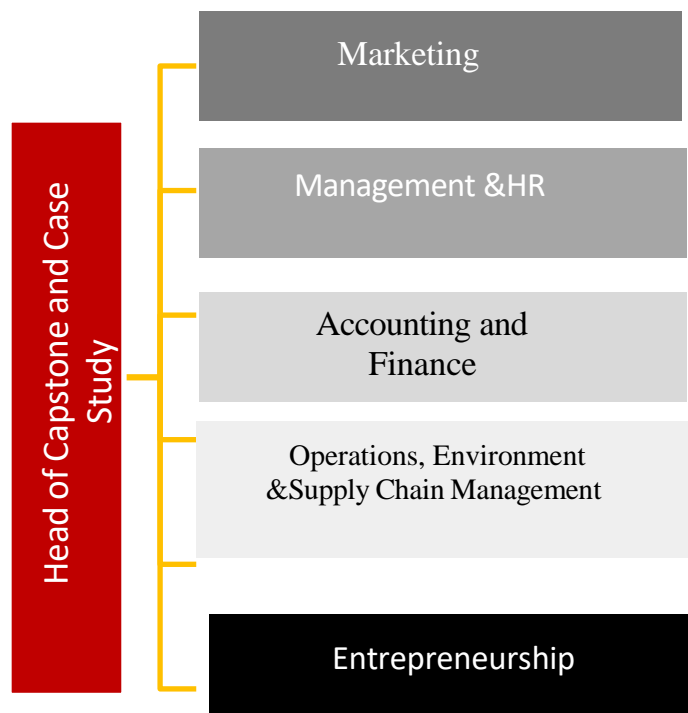 Head of Capstone and Case
Study
Marketing
Management &HR
Accounting and
Finance
Operations, Environment
&Supply Chain Management
Entrepreneurship